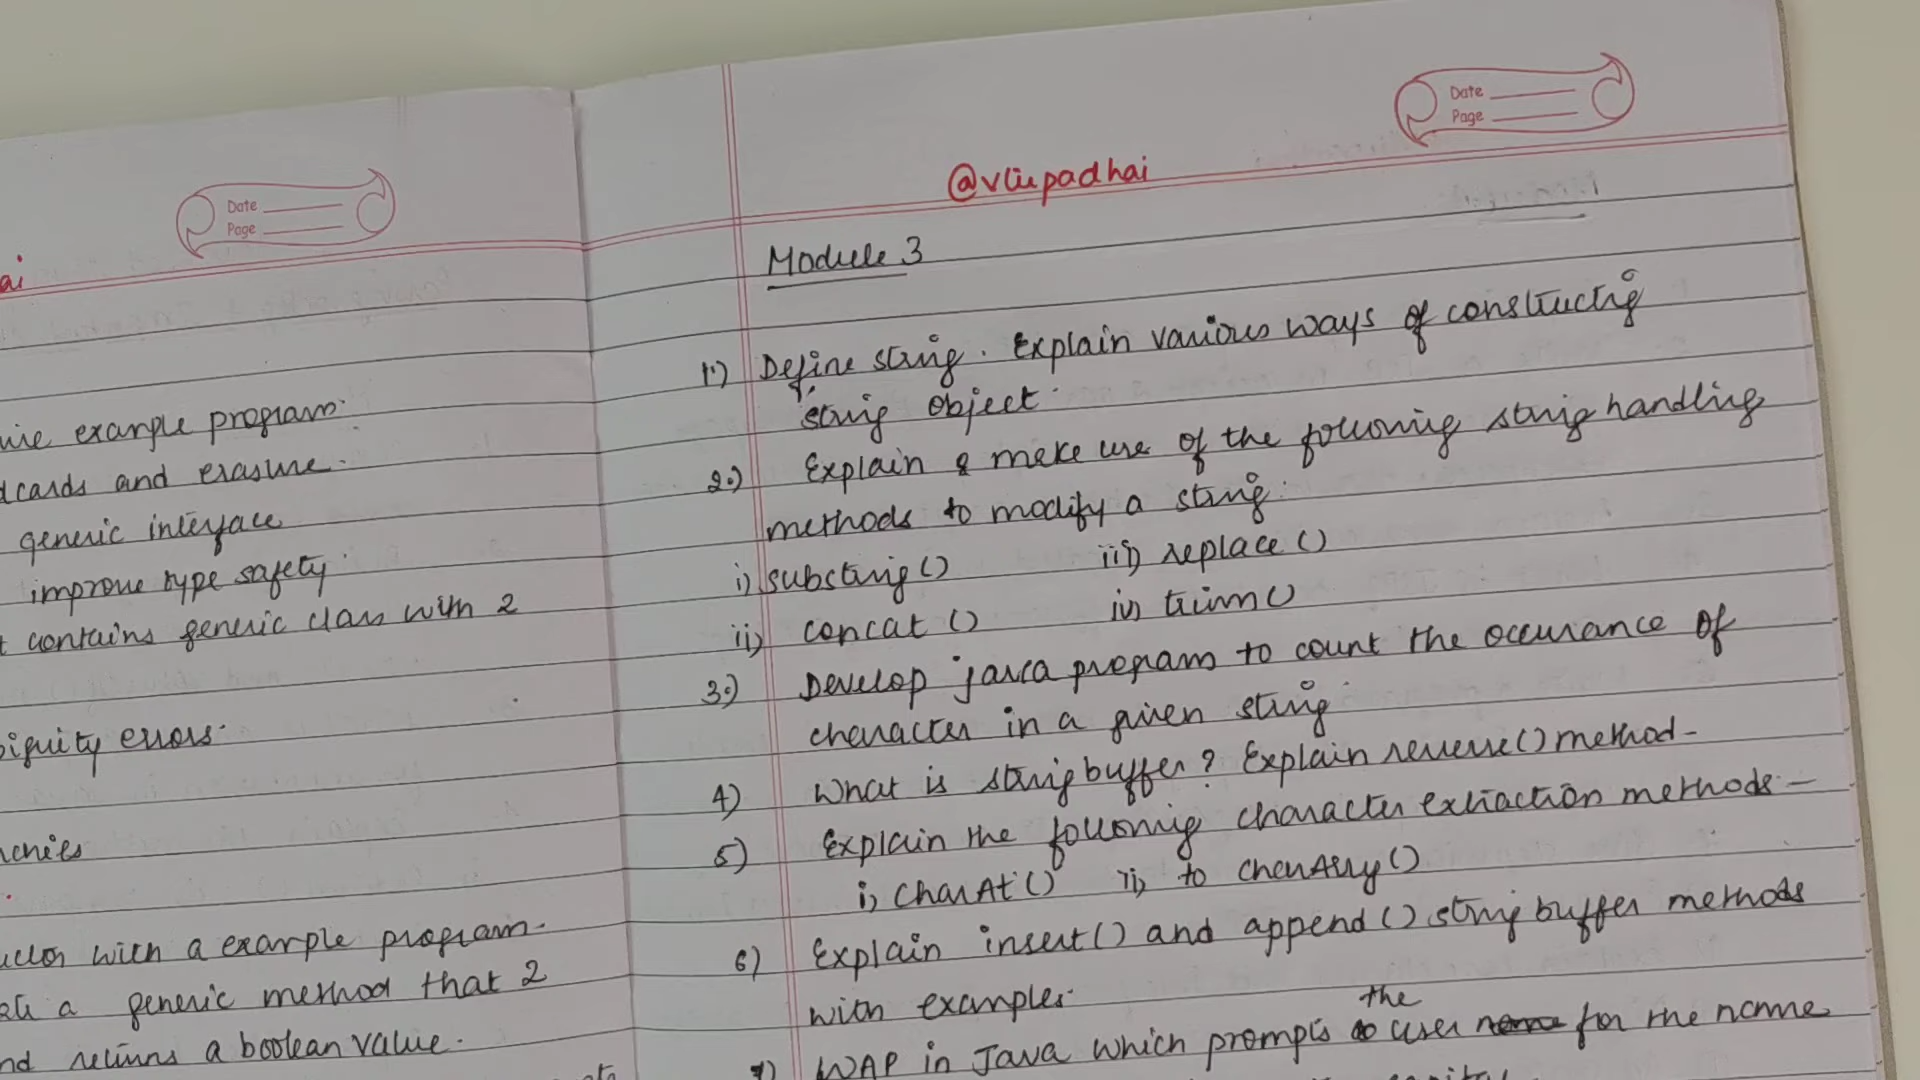 Date
Page
ai
uire example program.
dcards and erasure.
generic interface
improve type safety.
t contains generic class with 2
biguity errors.
uctor with a example program.
a generic method that 2
nd returns a boolean value.
Date
Page
@vtupadhai
Module 3
1.) Define string. Explain various ways of constructing
string object.
2.) Explain & make use of the following string handling
methods to modify a string.
i) substring() iii) replace()
ii) concat() iv) trim()
3.) Develop java program to count the occurance of
character in a given string.
4) What is string buffer? Explain reverse() method-
5) Explain the following character extraction methods-
i) CharAt() ii) to charArry()
6) Explain insert() and append() string buffer methods
with examples.
7) WAP in Java which prompts the user for the name